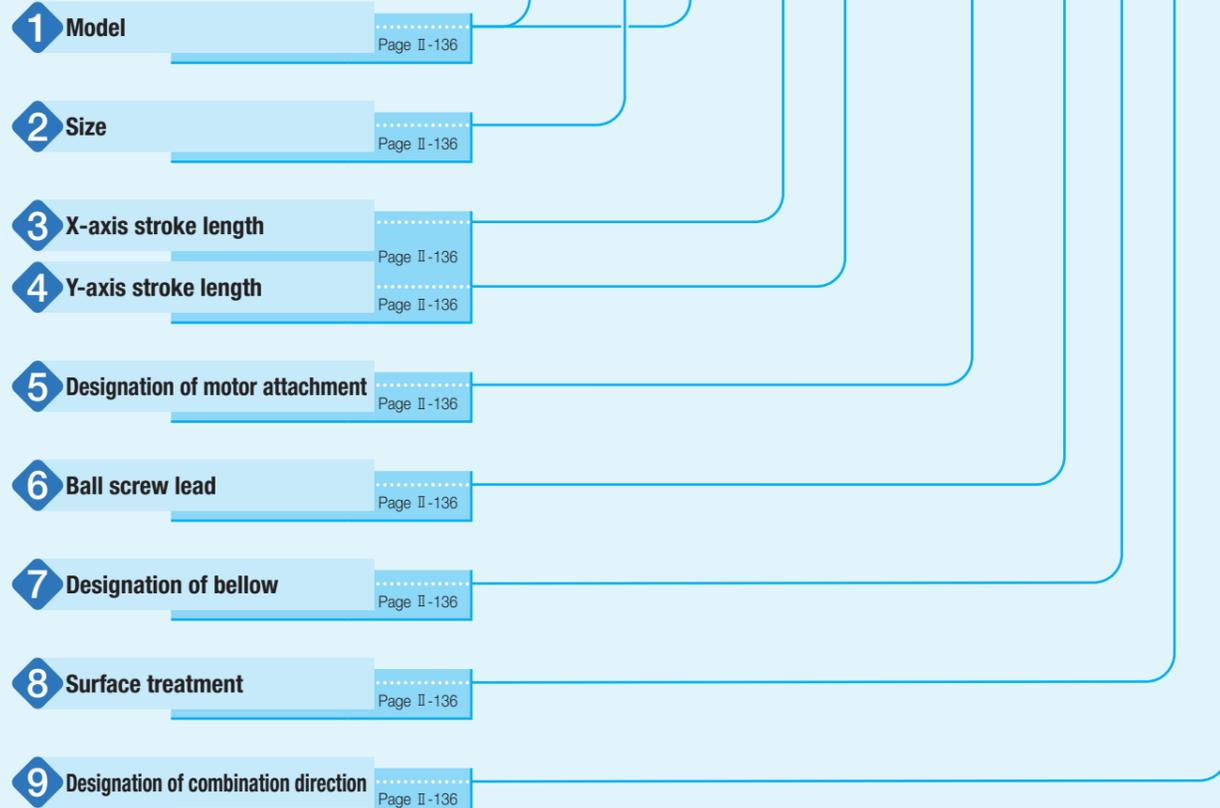 1 Model
Page Ⅱ-136
2 Size
Page Ⅱ-136
3 X-axis stroke length
Page Ⅱ-136
4 Y-axis stroke length
Page Ⅱ-136
5 Designation of motor attachment
Page Ⅱ-136
6 Ball screw lead
Page Ⅱ-136
7 Designation of bellow
Page Ⅱ-136
8 Surface treatment
Page Ⅱ-136
9 Designation of combination direction
Page Ⅱ-136